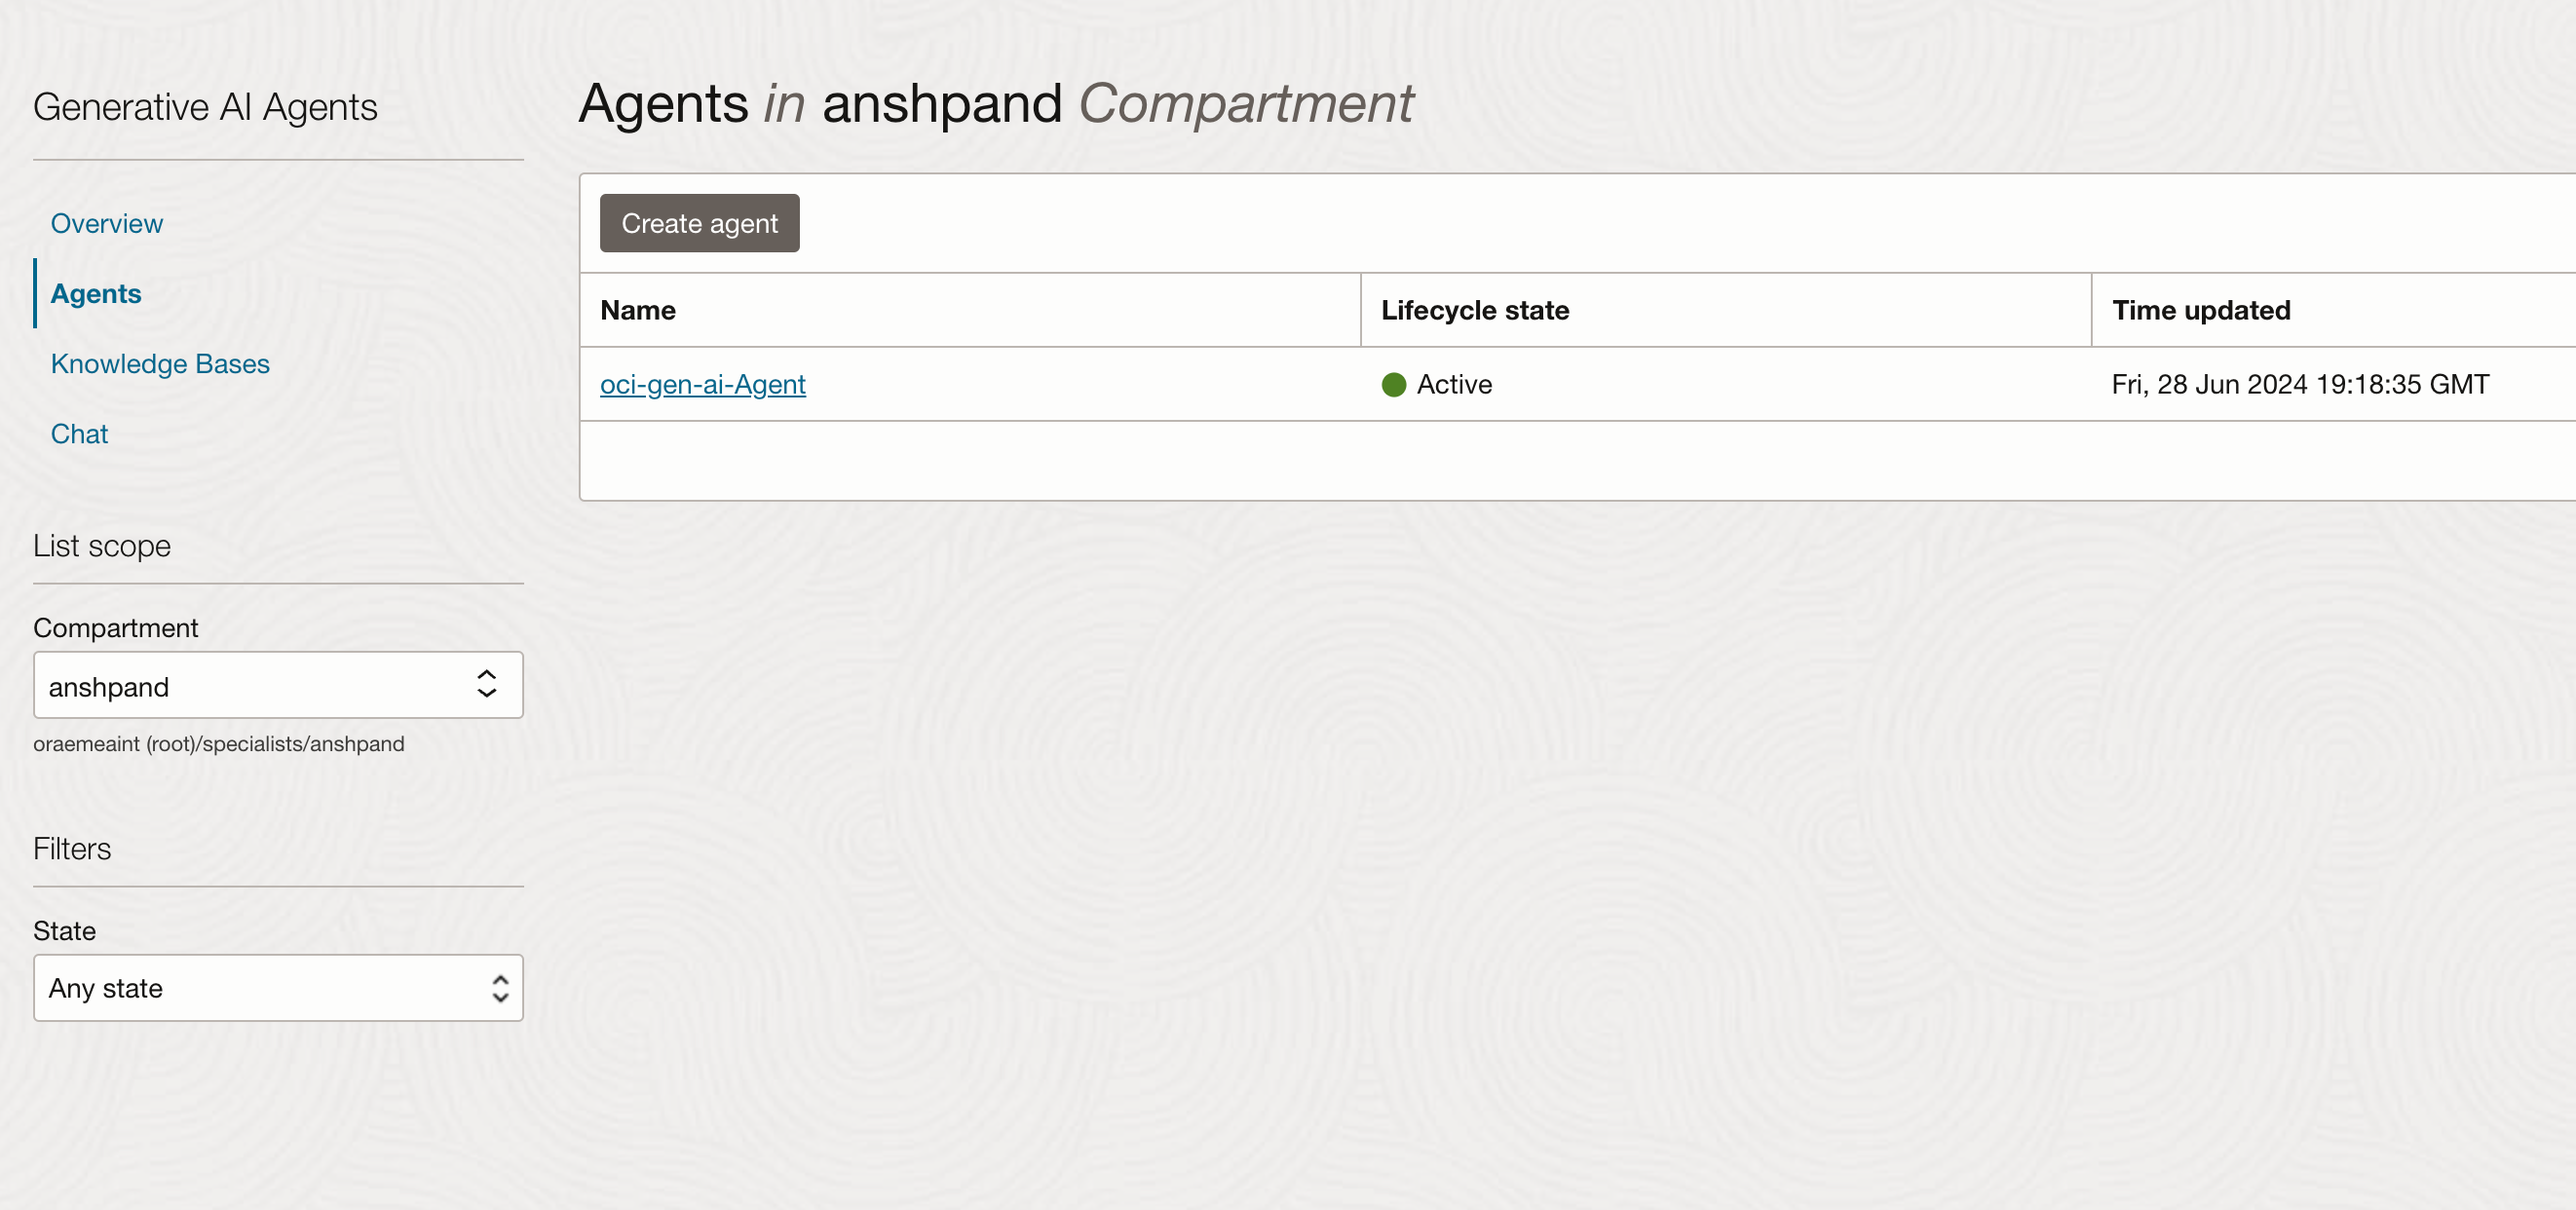 Generative AI Agents
Overview
Agents
Knowledge Bases
Chat
List scope
Compartment
anshpand
oraemeaint (root)/specialists/anshpand
Filters
State
Any state
Agents in anshpand Compartment
Create agent
Name Lifecycle state Time updated
oci-gen-ai-Agent Active Fri, 28 Jun 2024 19:18:35 GMT